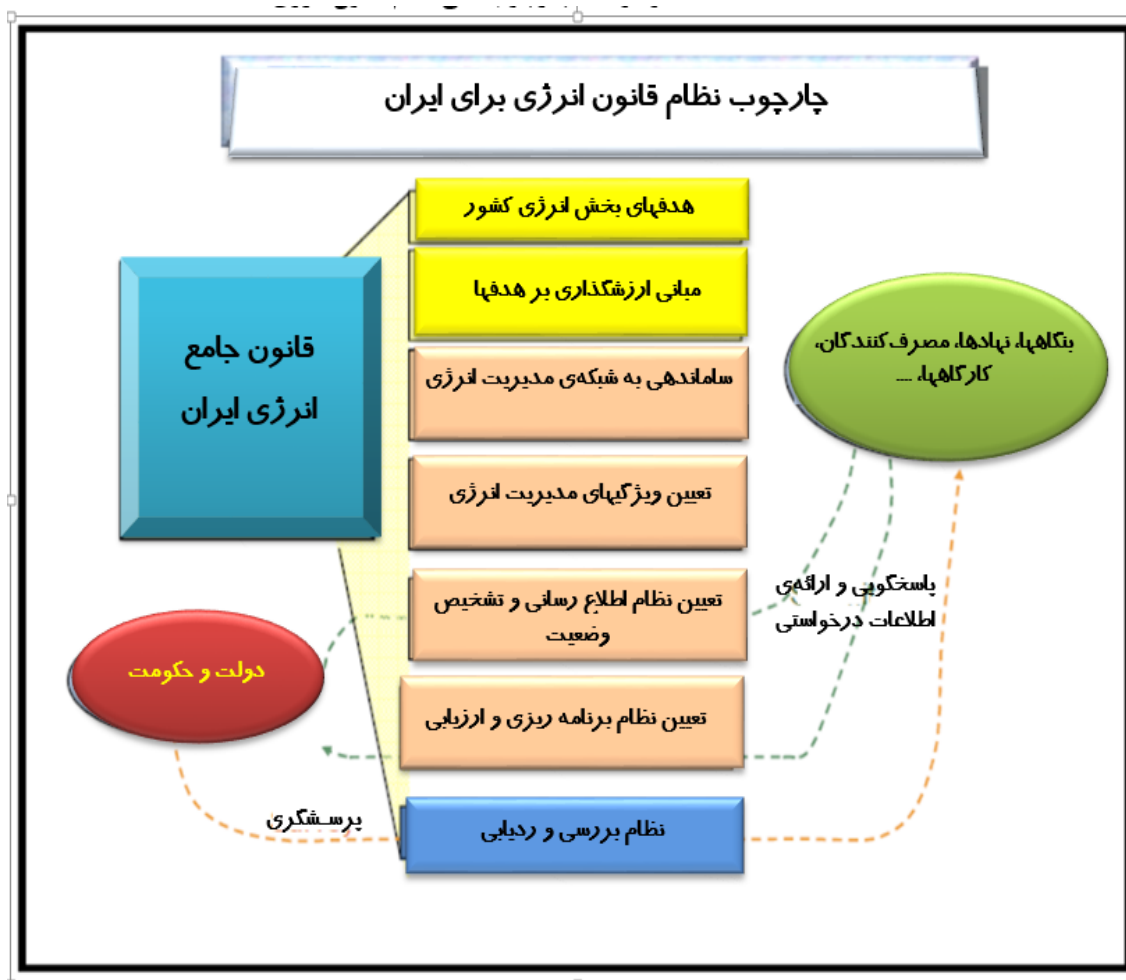 چارچوب نظام قانون انرژی برای ایران
هدفهای بخش انرژی کشور
مبانی ارزشگذاری بر هدفها
قانون جامع
انرژی ایران
بنگاهها، نهادها، مصرف‌کنندگان،
کارگاهها، ....
ساماندهی به شبکه‌ی مدیریت انرژی
تعیین ویژگیهای مدیریت انرژی
تعیین نظام اطلاع رسانی و تشخیص
وضعیت
پاسخگویی و ارائه‌ی
اطلاعات درخواستی
دولت و حکومت
تعیین نظام برنامه ریزی و ارزیابی
پرسشگری
نظام بررسی و ردیابی